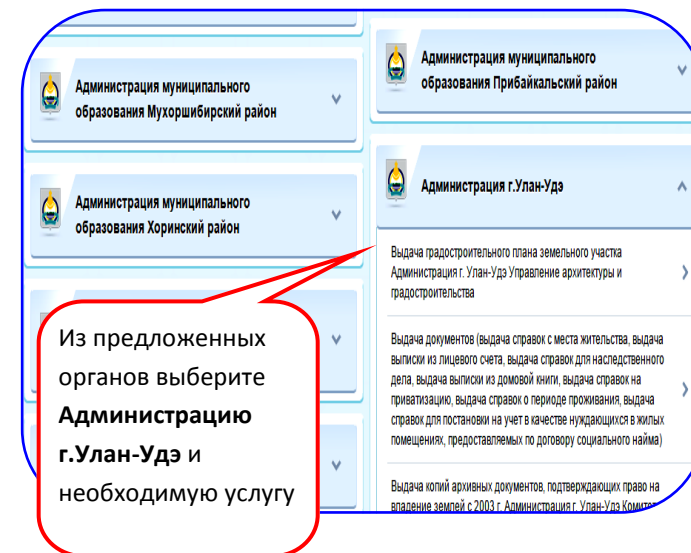 Администрация муниципального
образования Мухоршибирский район
Администрация муниципального
образования Хоринский район
Из предложенных
органов выберите
Администрацию
г.Улан-Удэ и
необходимую услугу
Администрация муниципального
образования Прибайкальский район
Администрация г.Улан-Удэ
Выдача градостроительного плана земельного участка
Администрация г. Улан-Удэ Управление архитектуры и
градостроительства
Выдача документов (выдача справок с места жительства, выдача
выписки из лицевого счета, выдача справок для наследственного
дела, выдача выписки из домовой книги, выдача справок на
приватизацию, выдача справок о периоде проживания, выдача
справок для постановки на учет в качестве нуждающихся в жилых
помещениях, предоставляемых по договору социального найма)
Выдача копий архивных документов, подтверждающих право на
владение землей с 2003 г. Администрация г. Улан-Удэ